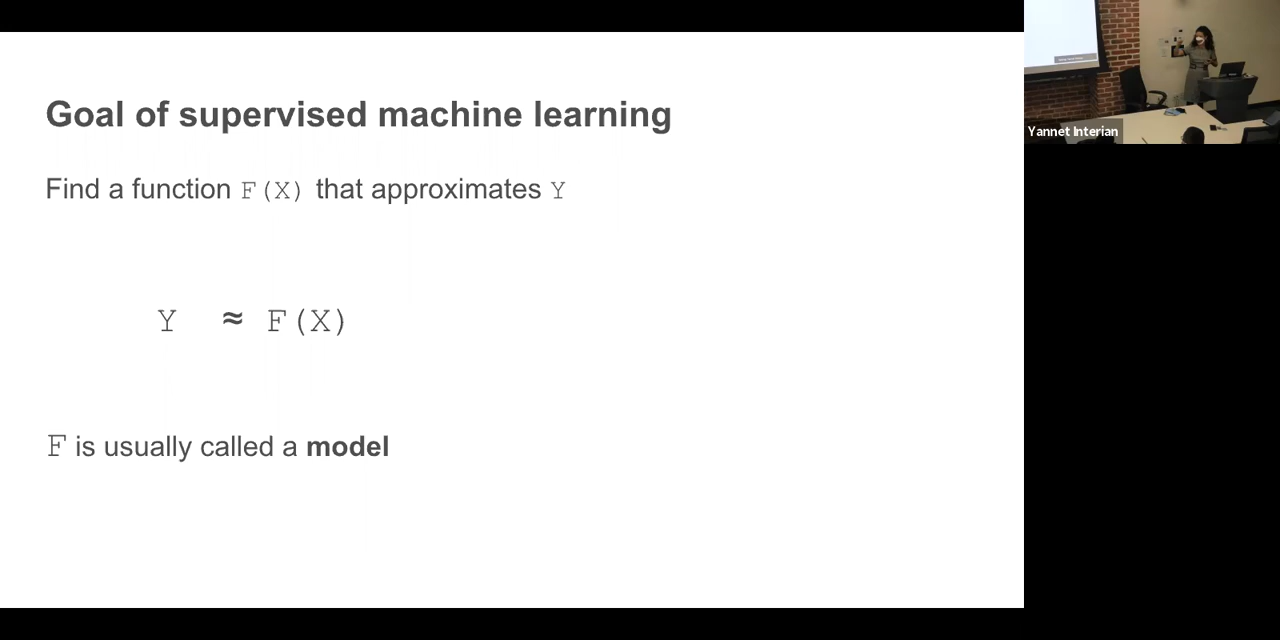 Goal of supervised machine learning
Find a function F(X) that approximates Y
Y ≈ F(X)
F is usually called a model
Yannet Interian